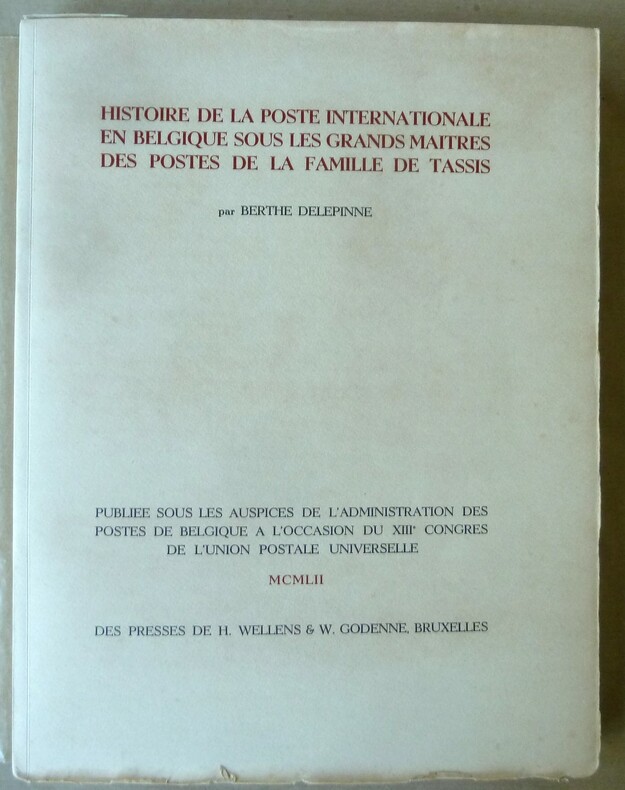 HISTOIRE DE LA POSTE INTERNATIONALE
EN BELGIQUE SOUS LES GRANDS MAITRES
DES POSTES DE LA FAMILLE DE TASSIS
par BERTHE DELEPINNE
PUBLIEE SOUS LES AUSPICES DE L'ADMINISTRATION DES
POSTES DE BELGIQUE A L'OCCASION DU XIIIᵉ CONGRES
DE L'UNION POSTALE UNIVERSELLE
MCMLII
DES PRESSES DE H. WELLENS & W. GODENNE, BRUXELLES